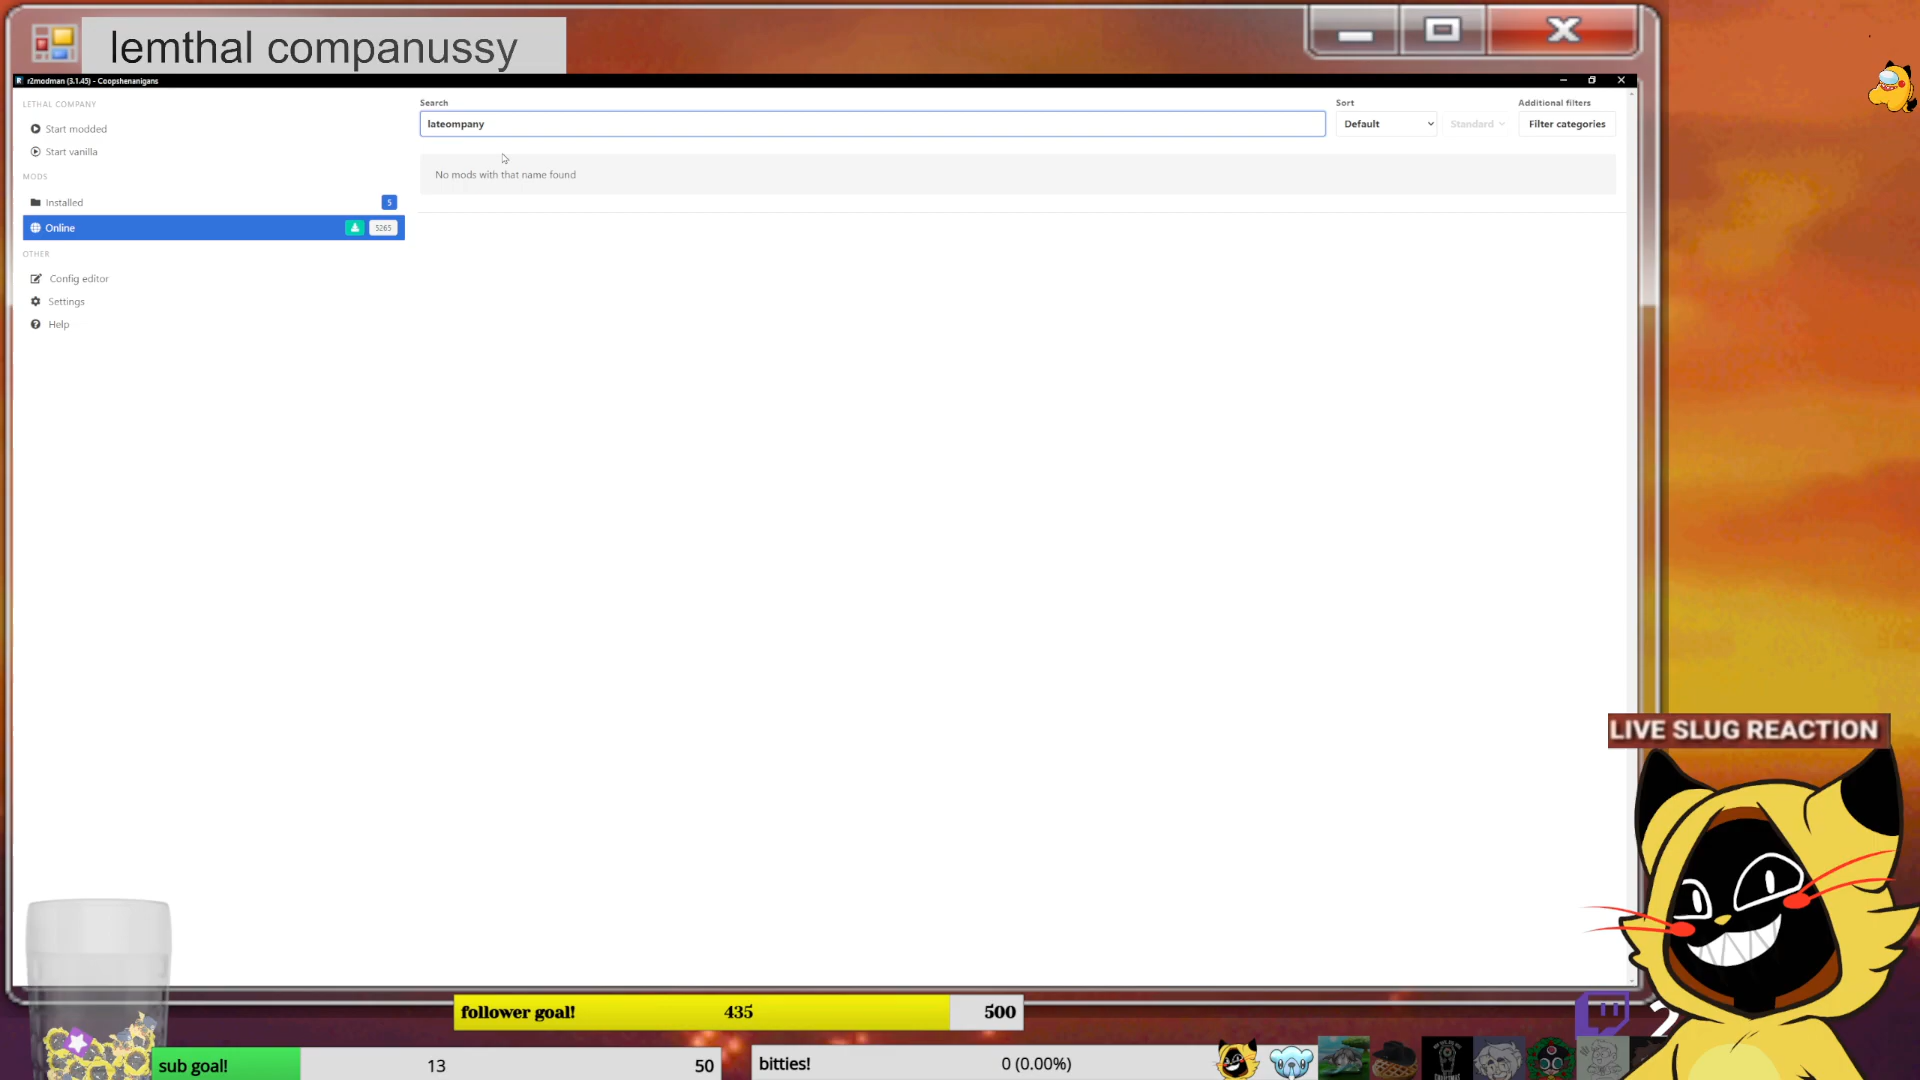 lemthal companussy
r2modman (3.1.45) - Coopshenanigans
LETHAL COMPANY
Start modded
Start vanilla
MODS
Installed 5
Online 5265
OTHER
Config editor
Settings
Help
Search
lateompany
Sort
Default
Standard
Additional filters
Filter categories
No mods with that name found
LIVE SLUG REACTION
follower goal! 435 500
sub goal! 13 50
bitties! 0 (0.00%)
2